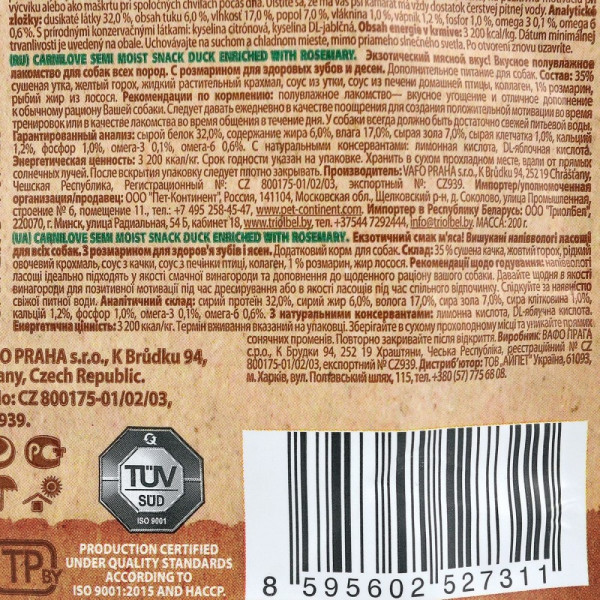 výcviku alebo ako maškrtu pri spoločných chvíľach počas dňa. Uistite sa, že má váš pri kamarát má vždy dostatok čerstvej pitnej vody. Analytické
zložky: dusíkaté látky 32,0%, obsah tuku 6,0%, vlhkosť 17,0%, popol 7,0%, vláknina 1,0%, vápnik 1,2%, fosfor 1,0%, omega 3 0,1%, omega 6
0,6%. S prírodnými konzervačnými látkami: kyselina citrónová, kyselina DL-jablčná. Obsah energie v krmive: 3 200 kcal/kg. Dátum minimálnej
trvanlivosti je uvedený na obale. Uchovávajte na suchom a chladnom mieste, mimo priameho slnečného svetla. Po otvorení znovu uzavrite.
(RU) CARNILOVE SEMI MOIST SNACK DUCK ENRICHED WITH ROSEMARY. Экзотический мясной вкус! Вкусное полувлажное
лакомство для собак всех пород. С розмарином для здоровых зубов и десен. Дополнительное питание для собак. Состав: 35%
сушеная утка, желтый горох, жидкий растительный крахмал, соус из утки, соус из печени домашней птицы, коллаген, 1% розмарин,
рыбий жир из лосося. Рекомендации по кормлению: полувлажное лакомство— вкусное угощение и отличное дополнение
к обычному рациону Вашей собаки. Следует давать ежедневно в качестве поощрения для создания положительной мотивации во время
тренировок или в качестве лакомства во время общения в течение дня. У собаки всегда должно быть достаточно свежей питьевой воды.
Гарантированный анализ: сырой белок 32,0%, содержание жира 6,0%, влага 17,0%, сырая зола 7,0%, сырая клетчатка 1,0%, кальций
1,2%, фосфор 1,0%, омега-3 0,1%, омега-6 0,6%. С натуральными консервантами: лимонная кислота, DL-яблочная кислота.
Энергетическая ценность: 3 200 ккал/кг. Срок годности указан на упаковке. Хранить в сухом прохладном месте, вдали от прямых
солнечных лучей. После вскрытия упаковку следует плотно закрывать. Производитель: VAFO PRAHA s.r.o., K Brůdku 94, 252 19 Chrášťany,
Чешская Республика, Регистрационный №: CZ 800175-01/02/03, экспортный №: CZ939. Импортер/уполномоченная
организация/продавец: ООО "Пет-Континент", Россия, 141104, Московская обл., Щелковский р-н, д. Соколово, улица Промышленная,
строение № 6, помещение 11., тел.: +7 495 258-45-47, www.pet-continent.com. Импортер в Республику Беларусь: ООО "ТриолБел",
220070, г. Минск, улица Радиальная, 54 Б, кабинет 18, www.triolbel.by, тел. +37544 7292444, info@triolbel.by. МАССА: 200 г.
(UA) CARNILOVE SEMI MOIST SNACK DUCK ENRICHED WITH ROSEMARY. Екзотичний смак м'яса! Вишукані напіввологі ласощі
для всіх собак. З розмарином для здоров'я зубів і ясен. Додатковий корм для собак. Склад: 35 % сушена качка, жовтий горох, рідкий
овочевий крохмаль, соус з качки, соус з печінки птиці, колаген, 1 % розмарин, жир лосося. Рекомендації щодо годування: напіввологі
ласощі ідеально підходять у якості смачної винагороди та доповнення до щоденного раціону вашої собаки. Давайте щодня в якості
винагороди для позитивної мотивації під час дресирування або в якості ласощів під час спільного відпочинку. Слідкуйте за наявністю
свіжої питної води. Аналітичний склад: сирий протеїн 32,0%, сирий жир 6,0%, волога 17,0%, сира зола 7,0%, сира клітковина 1,0%,
кальцій 1,2%, фосфор 1,0%, омега-3 0,1%, омега-6 0,6%. З натуральними консервантами: лимонна кислота, DL-яблучна кислота.
Енергетична цінність: 3 200 ккал/кг. Термін вживання вказаний на упаковці. Зберігайте в сухому прохолодному місці та уникайте прямих
сонячних променів. Повторно закривайте після відкриття. Виробник: ВАФО ПРАГА
с.р.о., К Брудки 94, 252 19 Храштяни, Чеська Республіка, реєстраційний № CZ
800175-01/02/03, експортний № CZ939. Дистриб'ютор: ТОВ „АЙПЕТ" Україна, 61093,
м. Харків, вул. Полтавський шлях, 115, тел. +380 (57) 775 68 08.
O PRAHA s.r.o., K Brůdku 94,
any, Czech Republic.
No: CZ 800175-01/02/03,
939.
PG
Q
TÜV
SÜD
ISO 9001
TP BY
PRODUCTION CERTIFIED
UNDER QUALITY STANDARDS
ACCORDING TO
ISO 9001:2015 AND HACCP.
8 595602 527311